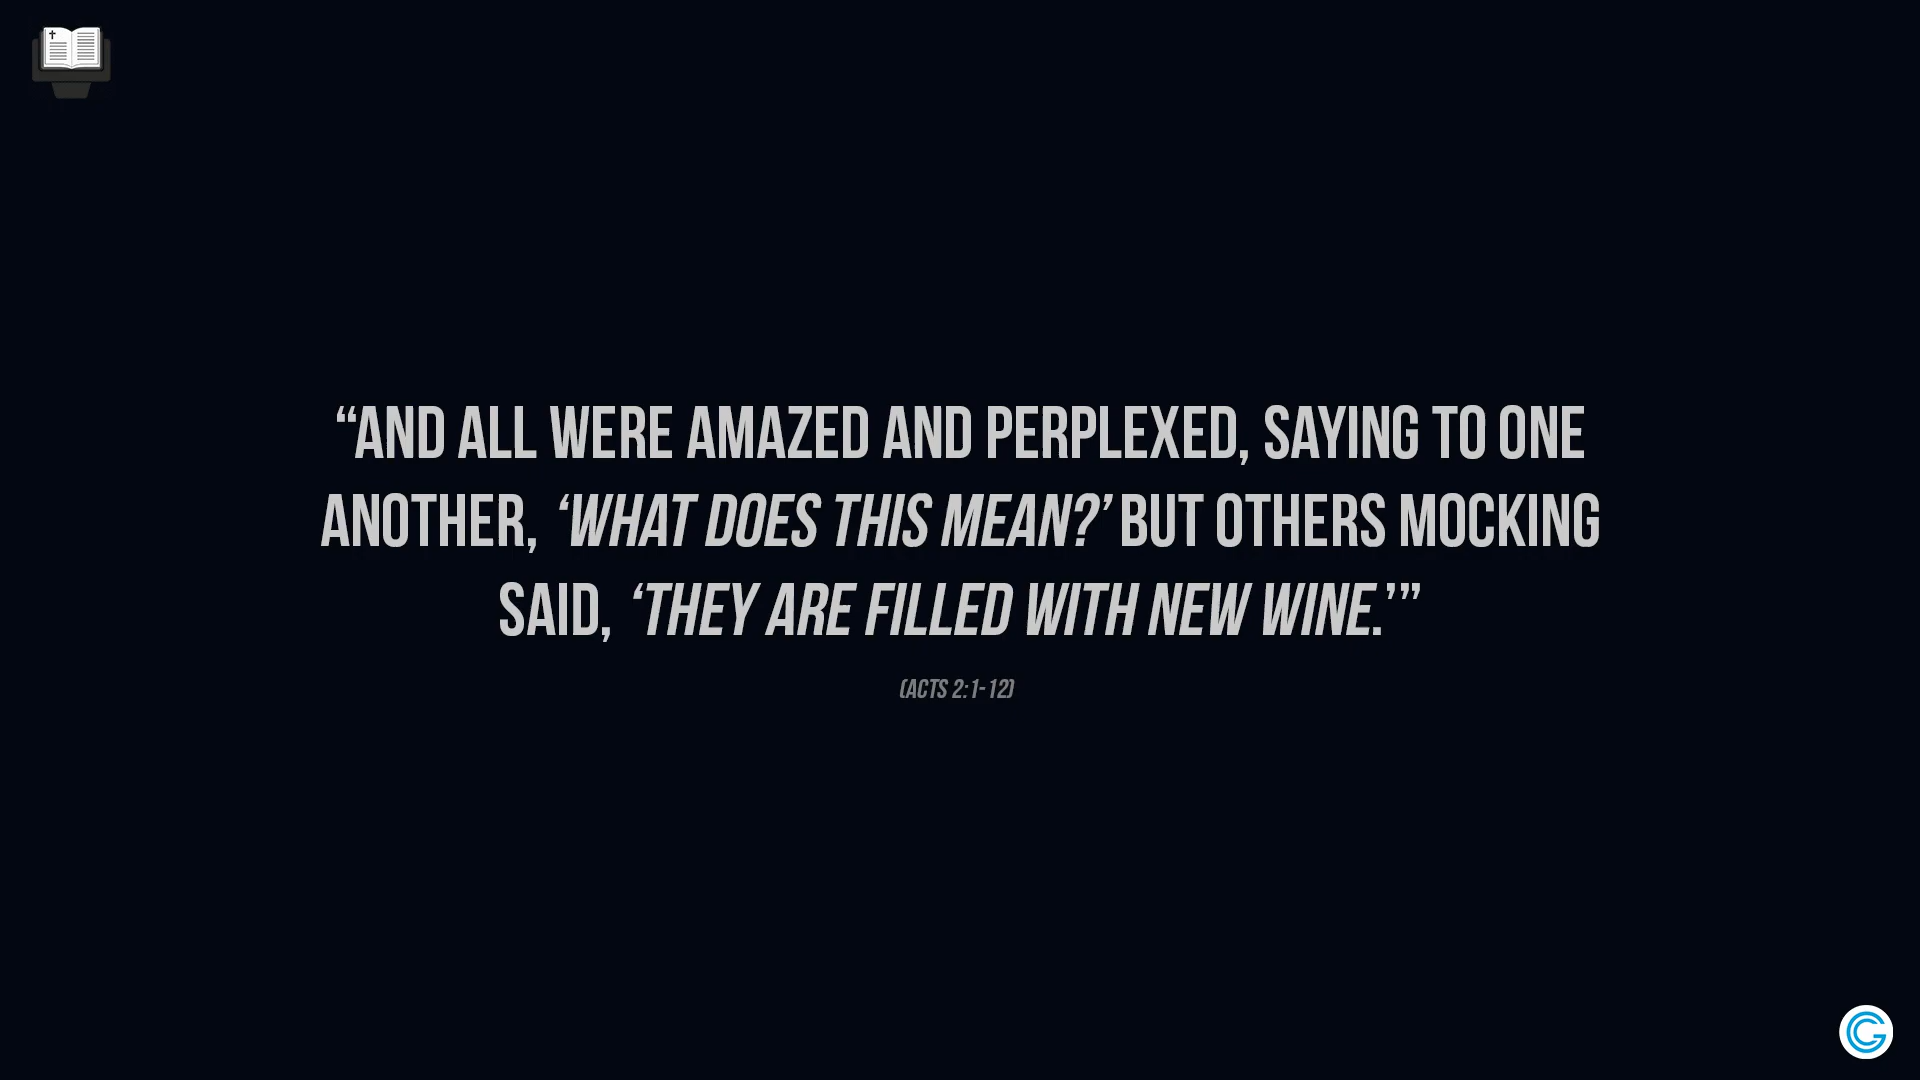 “AND ALL WERE AMAZED AND PERPLEXED, SAYING TO ONE
ANOTHER, ‘WHAT DOES THIS MEAN?’ BUT OTHERS MOCKING
SAID, ‘THEY ARE FILLED WITH NEW WINE.’”
(ACTS 2:1-12)